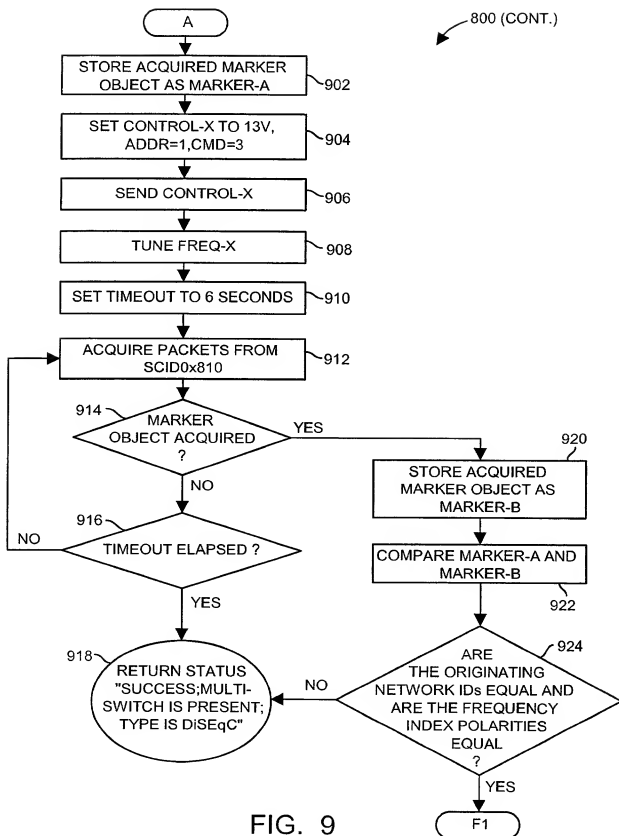 A
800 (CONT.)
STORE ACQUIRED MARKER
OBJECT AS MARKER-A
902
SET CONTROL-X TO 13V,
ADDR=1,CMD=3
904
SEND CONTROL-X
906
TUNE FREQ-X
908
SET TIMEOUT TO 6 SECONDS
910
ACQUIRE PACKETS FROM
SCID0x810
912
914
MARKER
OBJECT ACQUIRED
?
YES
NO
916
TIMEOUT ELAPSED ?
NO
YES
918
RETURN STATUS
"SUCCESS;MULTI-
SWITCH IS PRESENT;
TYPE IS DiSEqC"
920
STORE ACQUIRED
MARKER OBJECT AS
MARKER-B
COMPARE MARKER-A AND
MARKER-B
922
924
ARE
THE ORIGINATING
NETWORK IDs EQUAL AND
ARE THE FREQUENCY
INDEX POLARITIES
EQUAL
?
NO
YES
F1
FIG. 9